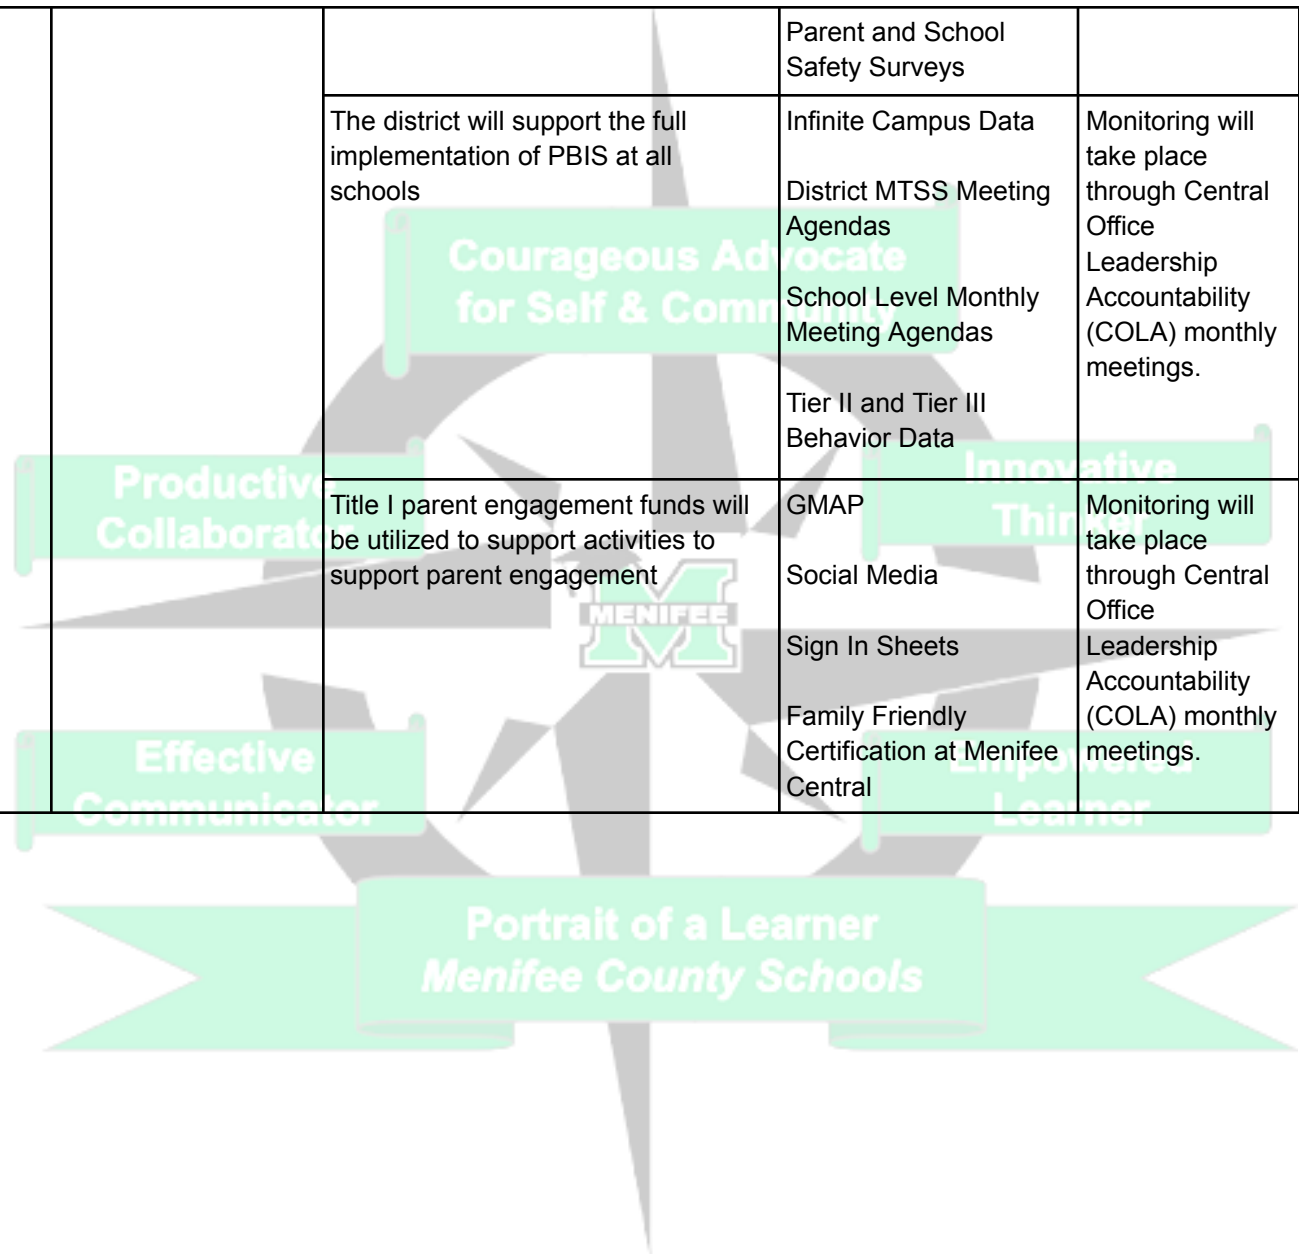 Parent and School
Safety Surveys
The district will support the full
implementation of PBIS at all
schools
Infinite Campus Data
District MTSS Meeting
Agendas
School Level Monthly
Meeting Agendas
Tier II and Tier III
Behavior Data
Monitoring will
take place
through Central
Office
Leadership
Accountability
(COLA) monthly
meetings.
Title I parent engagement funds will
be utilized to support activities to
support parent engagement
GMAP
Social Media
Sign In Sheets
Family Friendly
Certification at Menifee
Central
Monitoring will
take place
through Central
Office
Leadership
Accountability
(COLA) monthly
meetings.
Courageous Advocate
for Self & Community
Productive
Collaborator
Innovative
Thinker
MENIFEE
Effective
Communicator
Empowered
Learner
Portrait of a Learner
Menifee County Schools